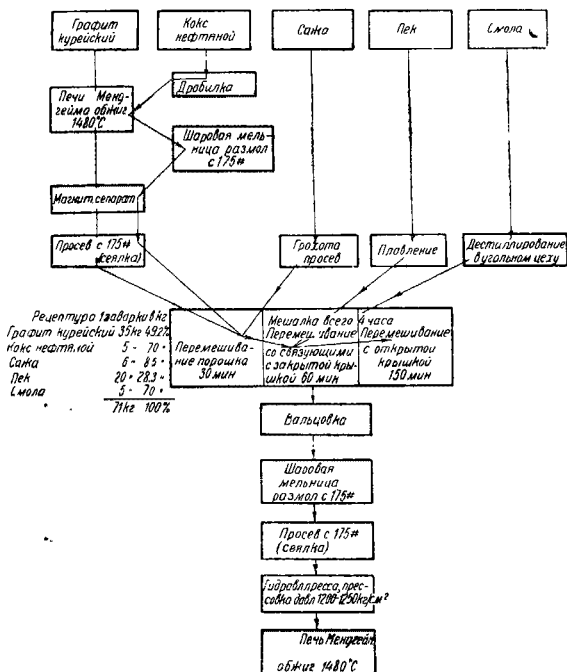 Графит
курейский
Кокс
нефтяной
Сажа
Пек
Смола
Печи Менд-
гейма обжиг
1480°С
Дробилка
Шаровая мель-
ница размол
с 175#
Магнит. сепарат
Просев с 175#
(сеялка)
Грохота
просев
Плавление
Дестиллирование
в угольном цеху
Рецептура 1 заварки в кг
Графит курейский 35кг 49.2%
Кокс нефтяной 5 - 7.0 "
Сажа 6 - 8.5 "
Пек 20 " 28.3 "
Смола 5 - 7.0 "
71кг 100%
Мешалка всего 4 часа
Перемешива-
ние порошка
30 мин
Перемешивание
со связующими
с закрытой кры-
шкой 60 мин
Перемешивание
с открытой
крышкой
150 мин
Вальцовка
Шаровая
мельница
размол с 175#
Просев с 175#
(сеялка)
Гидравл пресса, прес-
совка давл 1200-1250кг/см²
Печь Мендгейм
обжиг 1480°С